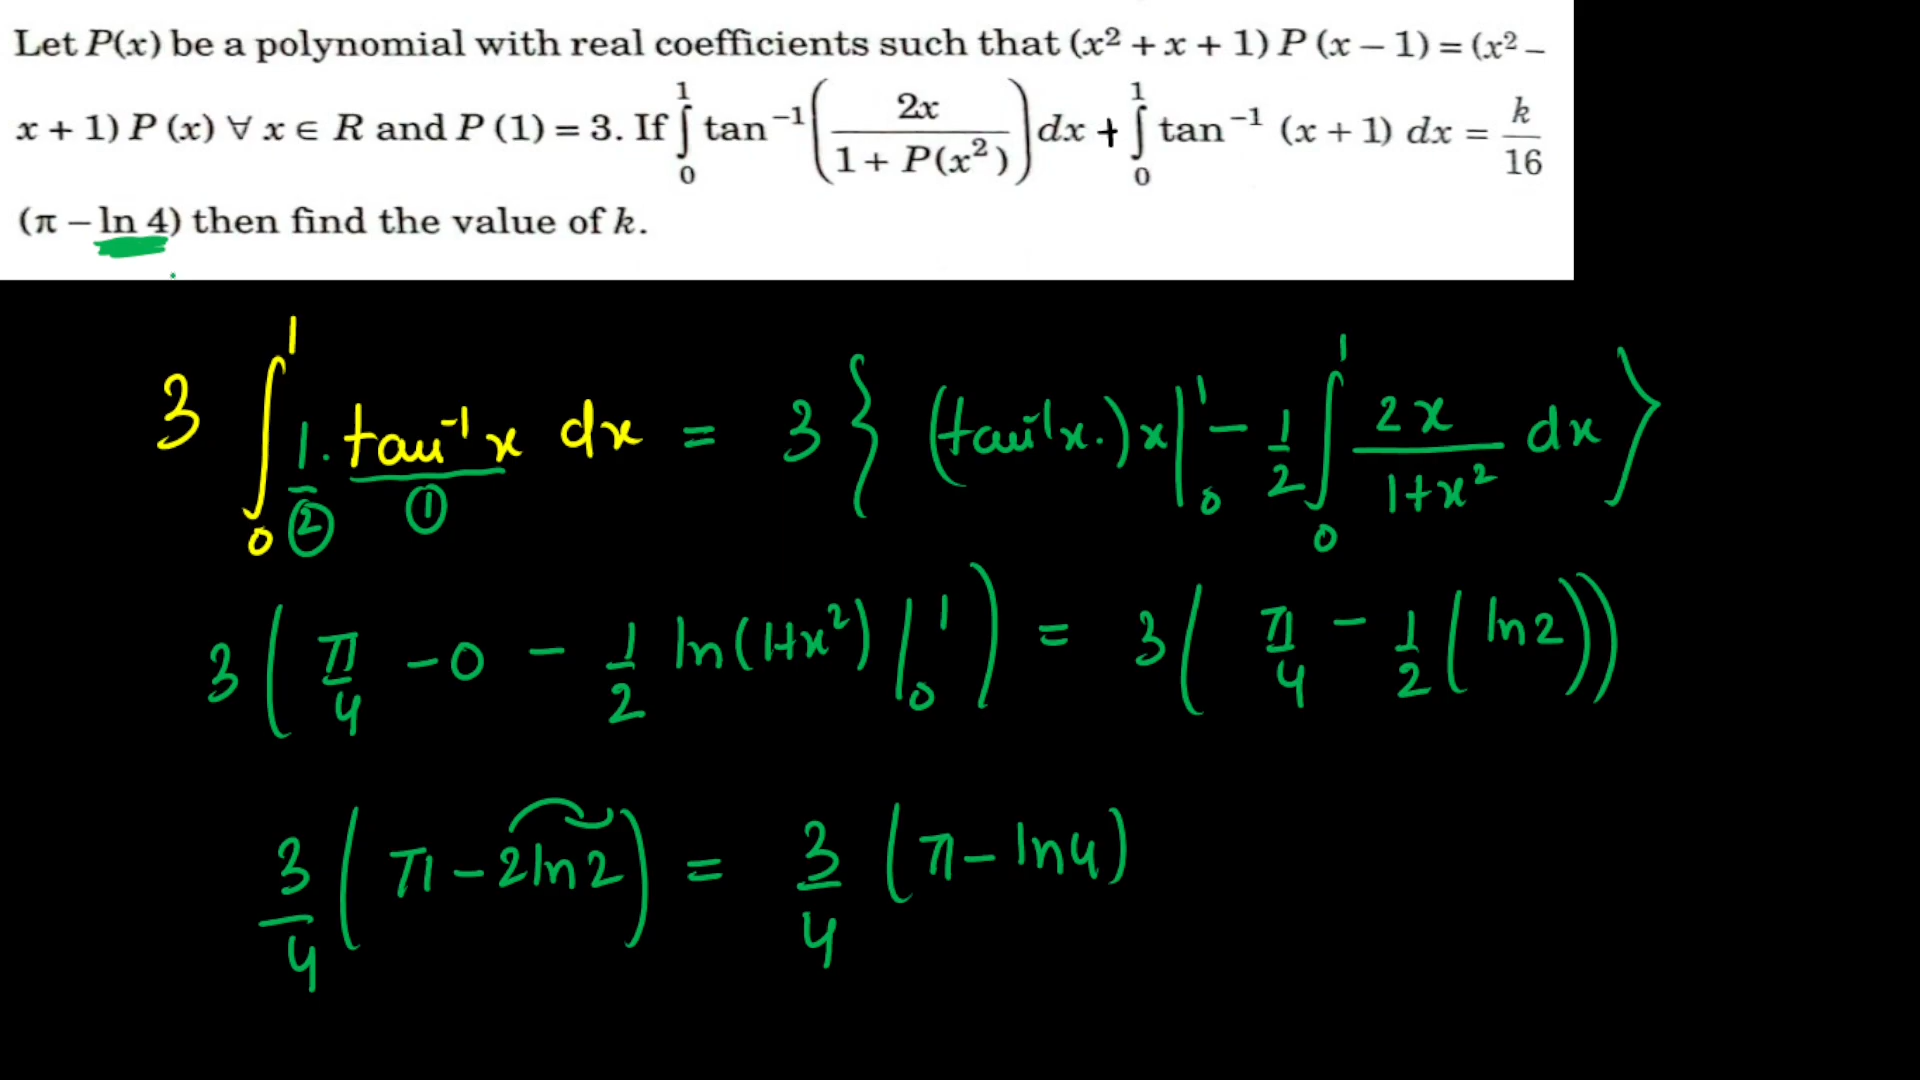 Let P(x) be a polynomial with real coefficients such that (x² + x + 1) P (x – 1) = (x² –
x + 1) P (x) ∀ x ∈ R and P (1) = 3. If ∫₀¹ tan⁻¹(2x / (1 + P(x²))) dx + ∫₀¹ tan⁻¹ (x + 1) dx = k/16
(π – ln 4) then find the value of k.
3 ∫₀¹ 1. tan⁻¹x dx = 3 { (tan⁻¹x.) x |₀¹ – 1/2 ∫₀¹ 2x/(1+x²) dx }
② ①
3 ( π/4 – 0 – 1/2 ln(1+x²) |₀¹ ) = 3 ( π/4 – 1/2 (ln2))
3/4 ( π – 2ln2 ) = 3/4 (π – ln4)